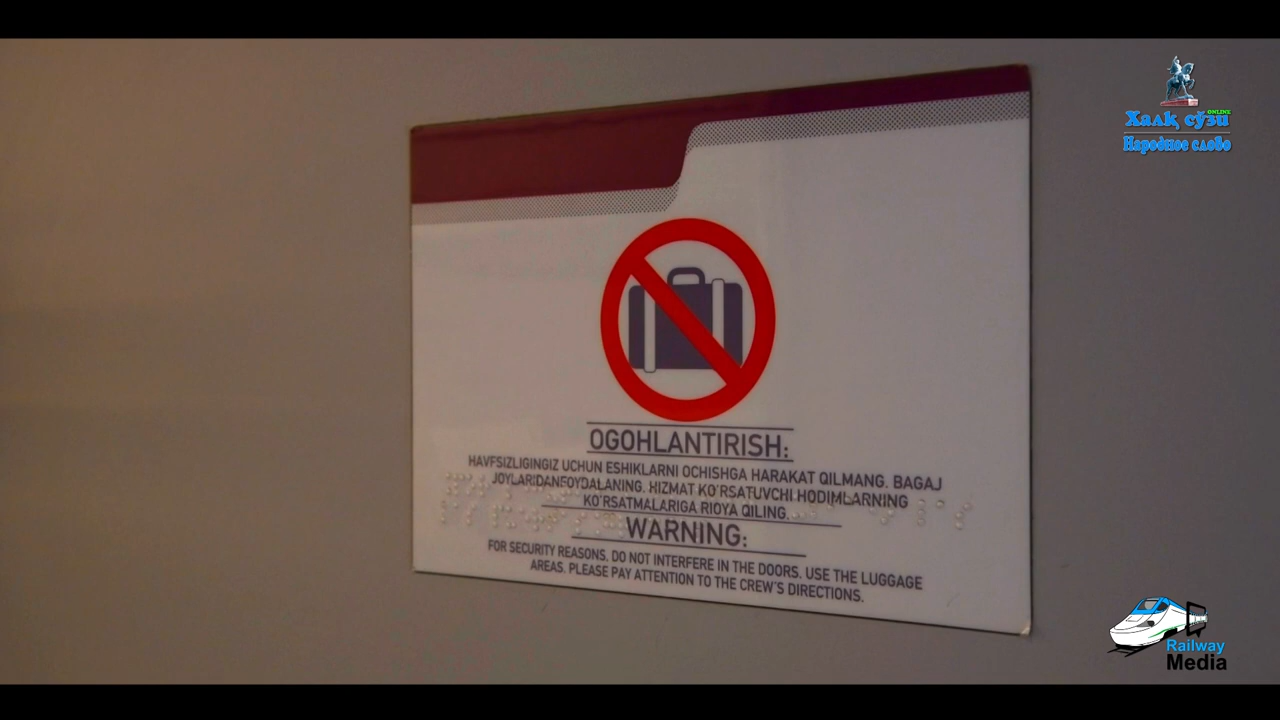 ONLINE
Халқ сўзи
Народное слово
OGOHLANTIRISH:
HAVFSIZLIGINGIZ UCHUN ESHIKLARNI OCHISHGA HARAKAT QILMANG. BAGAJ
JOYLARIDANFOYDALANING. HIZMAT KO'RSATUVCHI HODIMLARNING
KO'RSATMALARIGA RIOYA QILING.
WARNING:
FOR SECURITY REASONS. DO NOT INTERFERE IN THE DOORS. USE THE LUGGAGE
AREAS. PLEASE PAY ATTENTION TO THE CREW'S DIRECTIONS.
Railway
Media